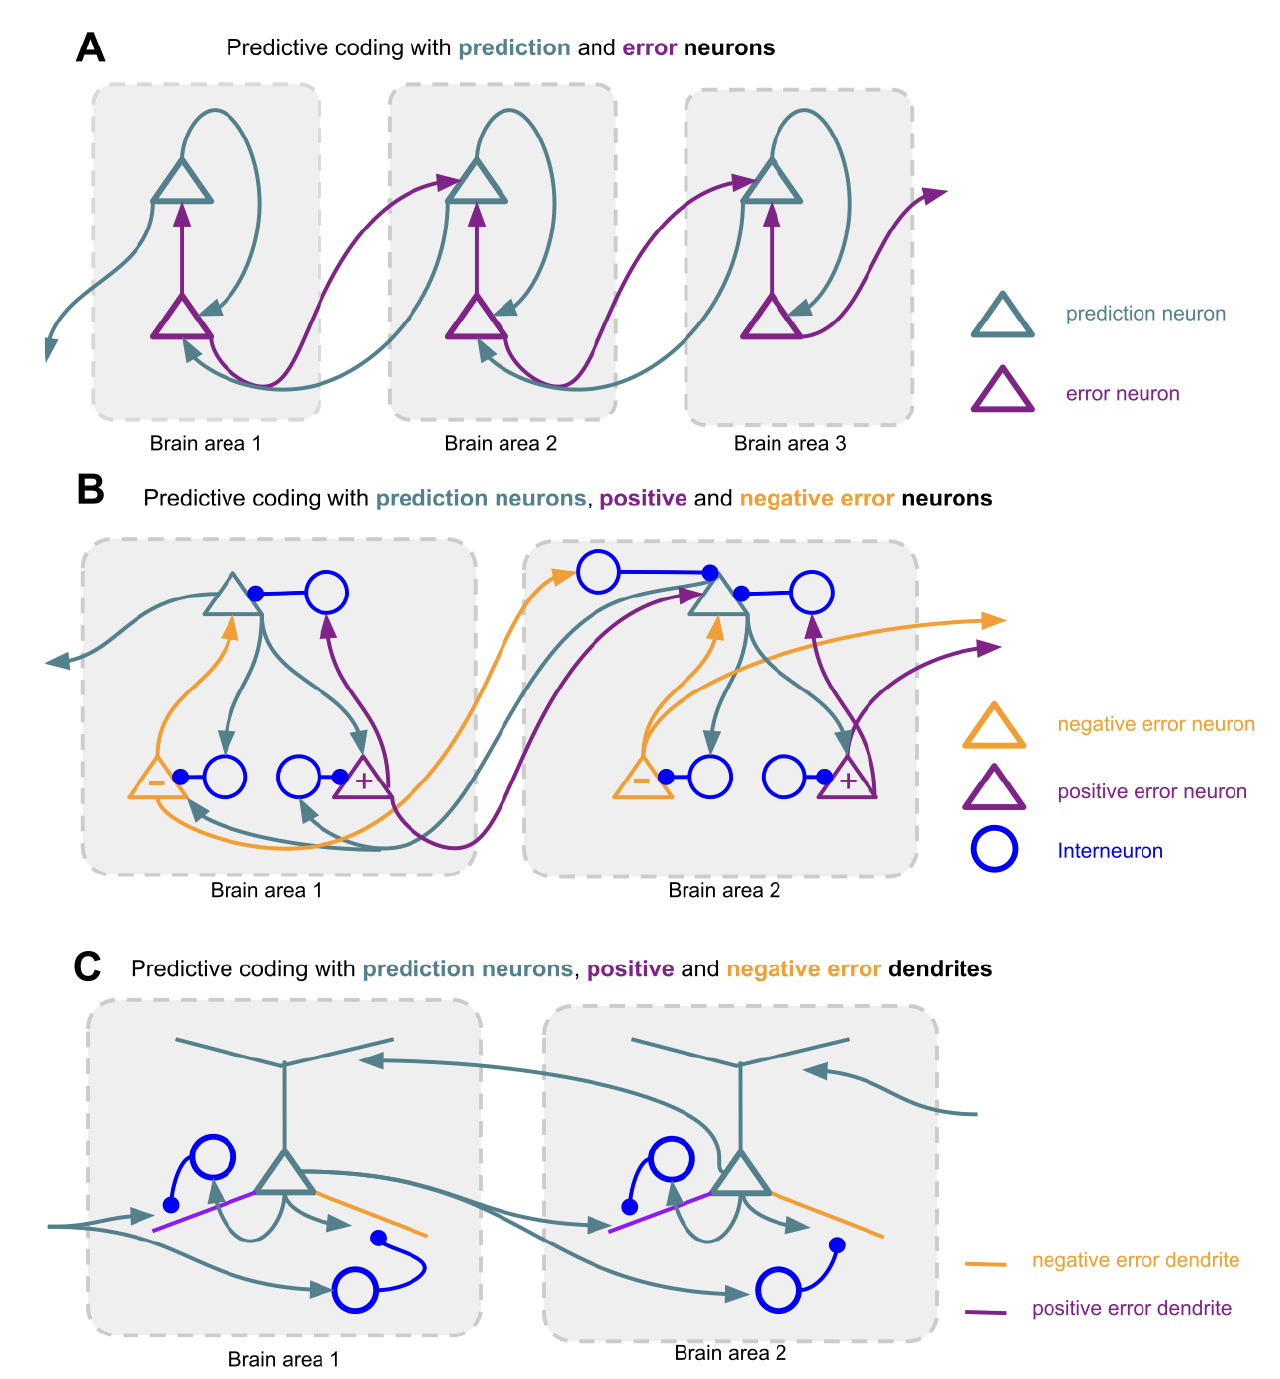 A
Predictive coding with prediction and error neurons
prediction neuron
error neuron
Brain area 1
Brain area 2
Brain area 3
B
Predictive coding with prediction neurons, positive and negative error neurons
−
+
−
+
negative error neuron
positive error neuron
Interneuron
Brain area 1
Brain area 2
C
Predictive coding with prediction neurons, positive and negative error dendrites
negative error dendrite
positive error dendrite
Brain area 1
Brain area 2